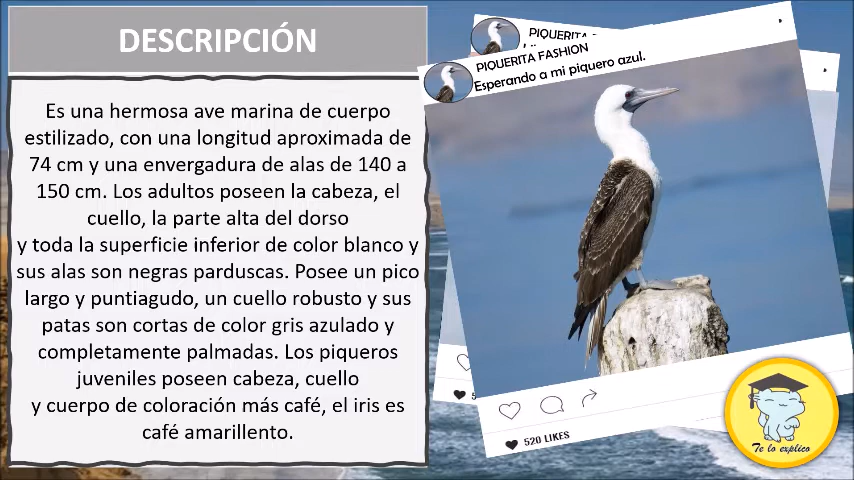 DESCRIPCIÓN
Es una hermosa ave marina de cuerpo
estilizado, con una longitud aproximada de
74 cm y una envergadura de alas de 140 a
150 cm. Los adultos poseen la cabeza, el
cuello, la parte alta del dorso
y toda la superficie inferior de color blanco y
sus alas son negras parduscas. Posee un pico
largo y puntiagudo, un cuello robusto y sus
patas son cortas de color gris azulado y
completamente palmadas. Los piqueros
juveniles poseen cabeza, cuello
y cuerpo de coloración más café, el iris es
café amarillento.
PIQUERITA
PIQUERITA FASHION
Esperando a mi piquero azul.
5
520 LIKES
Te lo explico